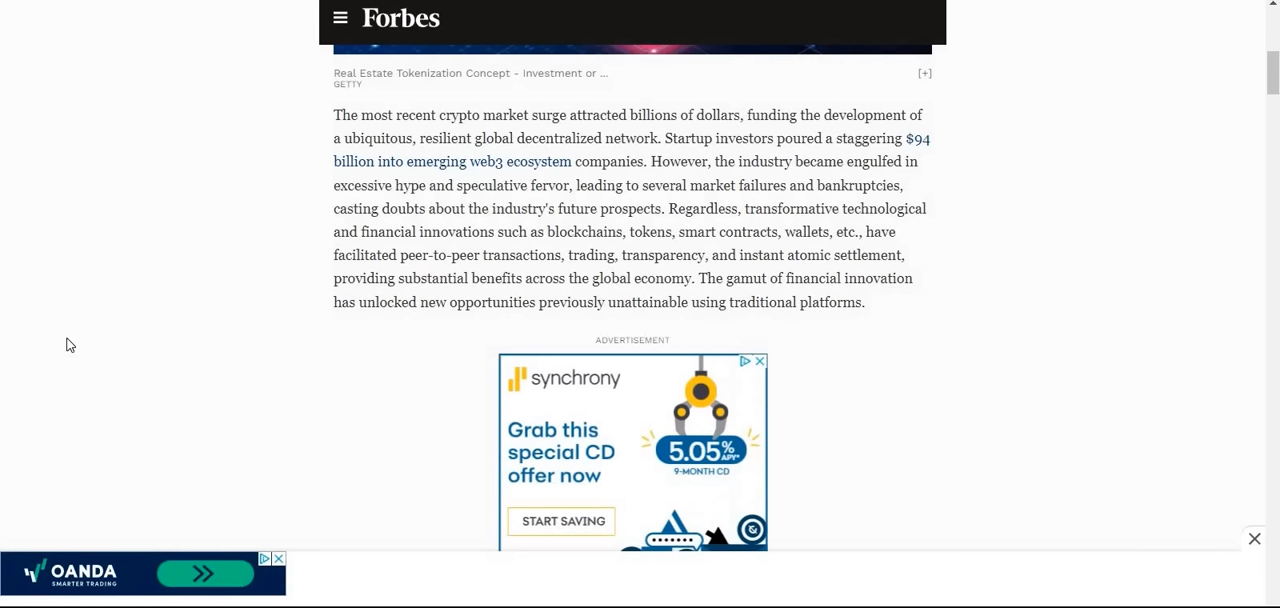 Forbes
Real Estate Tokenization Concept - Investment or ...
[+]
GETTY
The most recent crypto market surge attracted billions of dollars, funding the development of
a ubiquitous, resilient global decentralized network. Startup investors poured a staggering $94
billion into emerging web3 ecosystem companies. However, the industry became engulfed in
excessive hype and speculative fervor, leading to several market failures and bankruptcies,
casting doubts about the industry's future prospects. Regardless, transformative technological
and financial innovations such as blockchains, tokens, smart contracts, wallets, etc., have
facilitated peer-to-peer transactions, trading, transparency, and instant atomic settlement,
providing substantial benefits across the global economy. The gamut of financial innovation
has unlocked new opportunities previously unattainable using traditional platforms.
ADVERTISEMENT
synchrony
Grab this
special CD
offer now
5.05% APY*
9-MONTH CD
START SAVING
OANDA
SMARTER TRADING